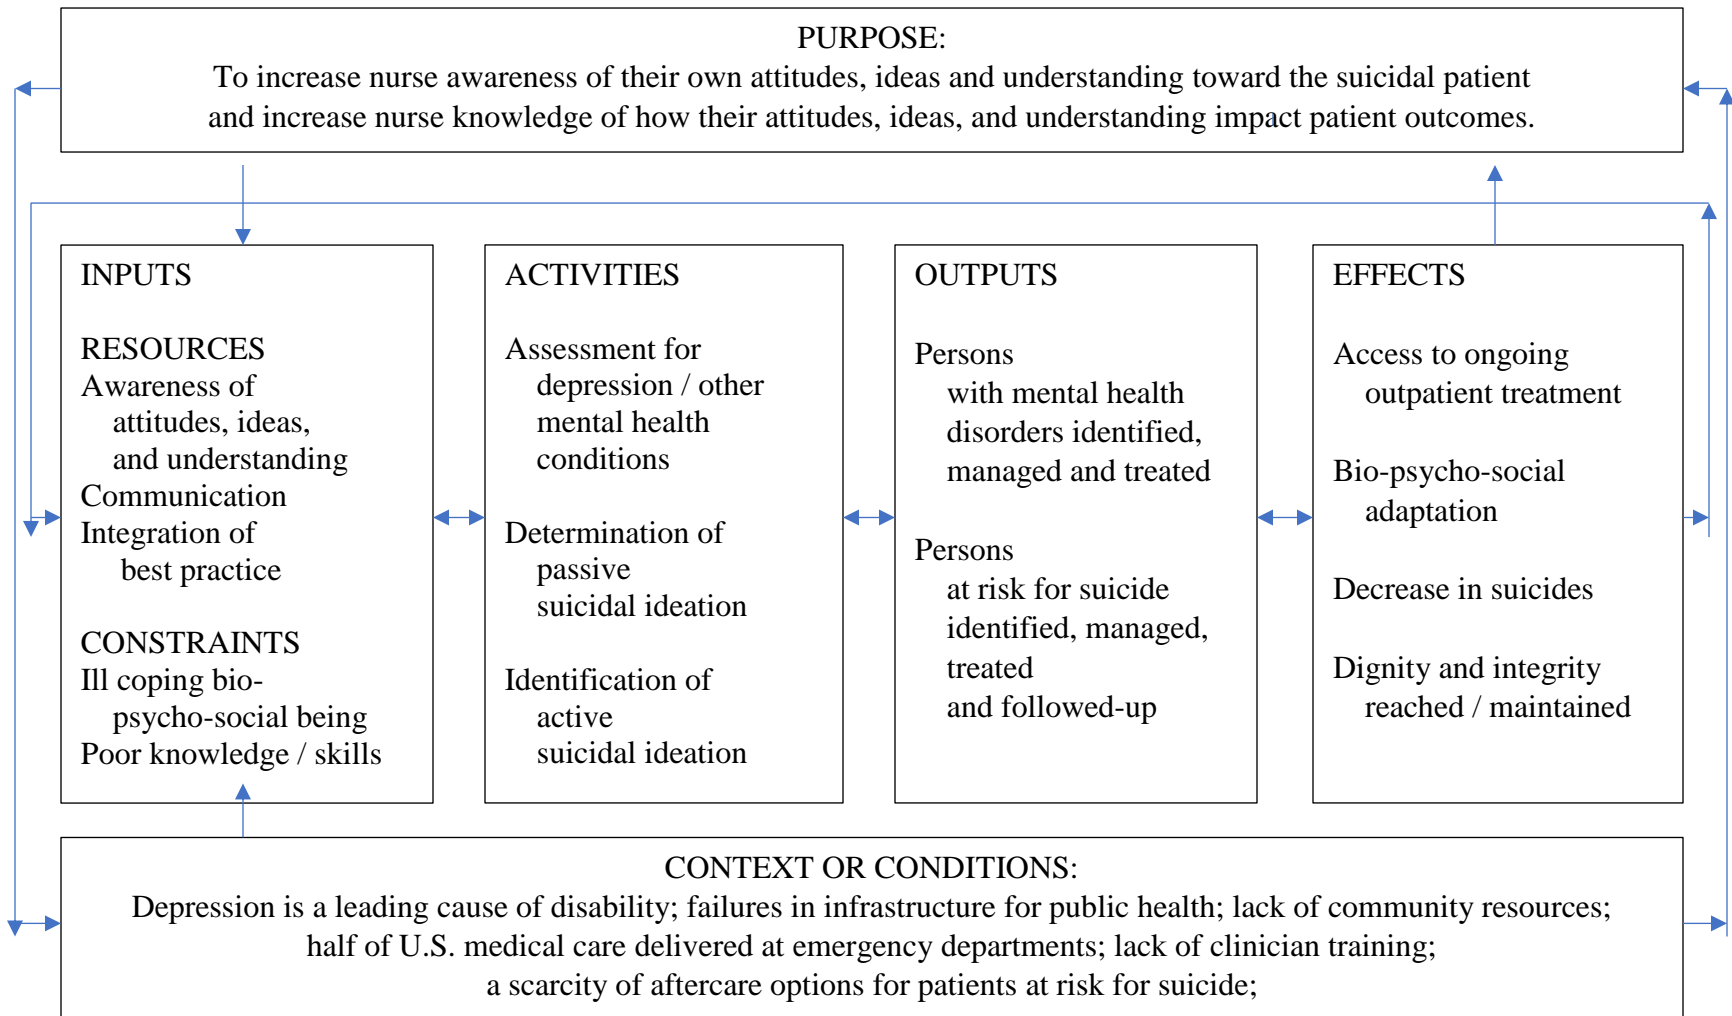 PURPOSE:
To increase nurse awareness of their own attitudes, ideas and understanding toward the suicidal patient
and increase nurse knowledge of how their attitudes, ideas, and understanding impact patient outcomes.
INPUTS
RESOURCES
Awareness of
attitudes, ideas,
and understanding
Communication
Integration of
best practice
CONSTRAINTS
Ill coping bio-
psycho-social being
Poor knowledge / skills
ACTIVITIES
Assessment for
depression / other
mental health
conditions
Determination of
passive
suicidal ideation
Identification of
active
suicidal ideation
OUTPUTS
Persons
with mental health
disorders identified,
managed and treated
Persons
at risk for suicide
identified, managed,
treated
and followed-up
EFFECTS
Access to ongoing
outpatient treatment
Bio-psycho-social
adaptation
Decrease in suicides
Dignity and integrity
reached / maintained
CONTEXT OR CONDITIONS:
Depression is a leading cause of disability; failures in infrastructure for public health; lack of community resources;
half of U.S. medical care delivered at emergency departments; lack of clinician training;
a scarcity of aftercare options for patients at risk for suicide;